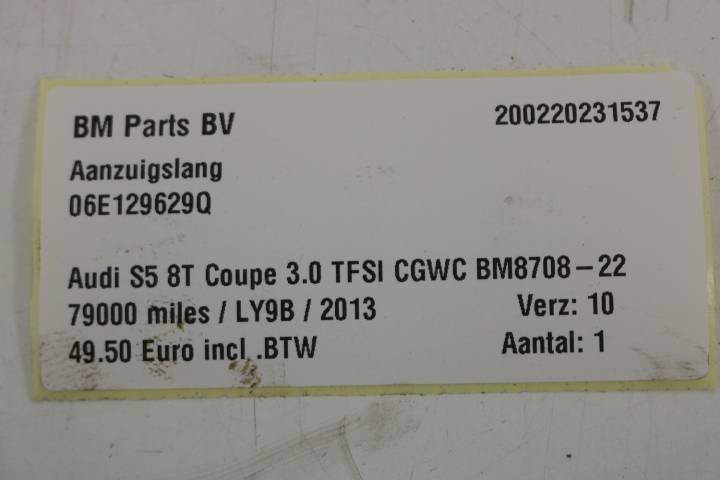 BM Parts BV 200220231537
Aanzuigslang
06E129629Q
Audi S5 8T Coupe 3.0 TFSI CGWC BM8708-22
79000 miles / LY9B / 2013 Verz: 10
49.50 Euro incl .BTW Aantal: 1